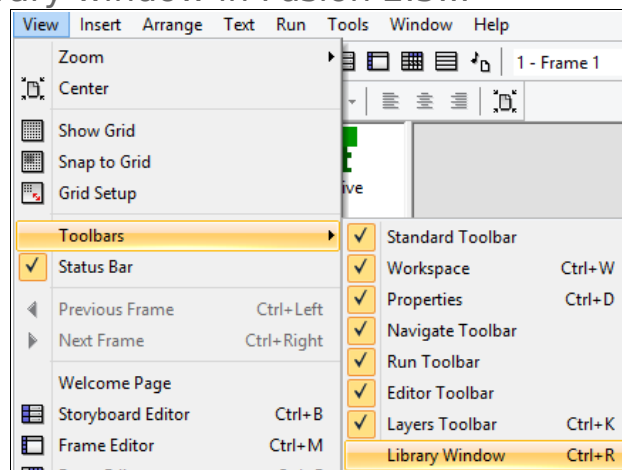 View Insert Arrange Text Run Tools Window Help
Zoom
1 - Frame 1
Center
Show Grid
Snap to Grid
Grid Setup
Toolbars
Standard Toolbar
Status Bar
Workspace Ctrl+W
Previous Frame Ctrl+Left
Properties Ctrl+D
Next Frame Ctrl+Right
Navigate Toolbar
Run Toolbar
Welcome Page
Editor Toolbar
Storyboard Editor Ctrl+B
Layers Toolbar Ctrl+K
Frame Editor Ctrl+M
Library Window Ctrl+R